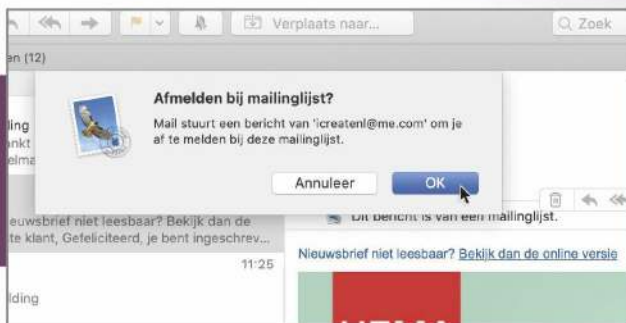 Verplaats naar...
Zoek
en (12)
Afmelden bij mailinglijst?
Mail stuurt een bericht van 'icreatenl@me.com' om je
af te melden bij deze mailinglijst.
Annuleer
OK
Dit bericht is van een mailinglijst.
euwsbrief niet leesbaar? Bekijk dan de
te klant, Gefeliciteerd, je bent ingeschrev...
11:25
Nieuwsbrief niet leesbaar? Bekijk dan de online versie
lding